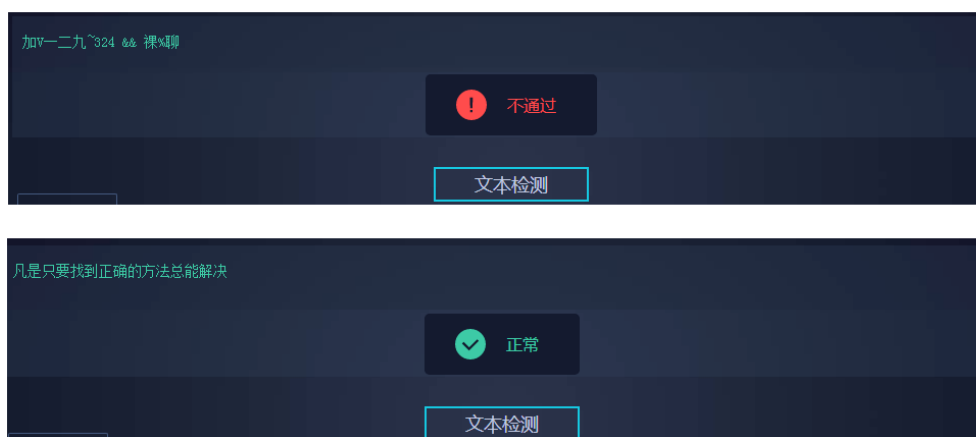 加v一二九~324 && 裸%聊
! 不通过
文本检测
凡是只要找到正确的方法总能解决
正常
文本检测